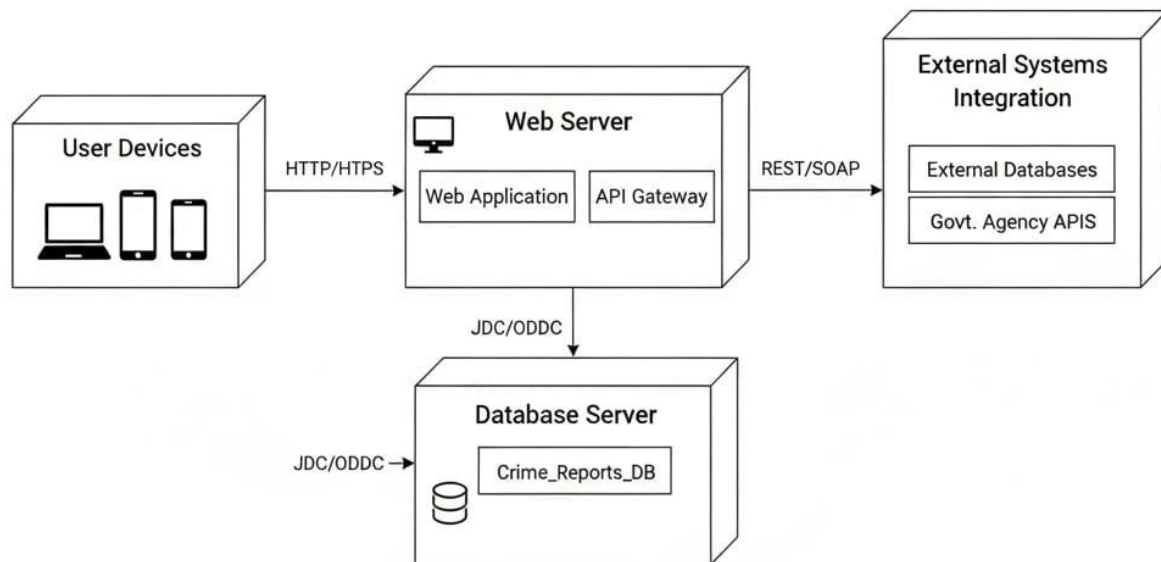 User Devices
HTTP/HTPS
Web Server
Web Application
API Gateway
REST/SOAP
External Systems
Integration
External Databases
Govt. Agency APIS
JDC/ODDC
Database Server
JDC/ODDC
Crime_Reports_DB